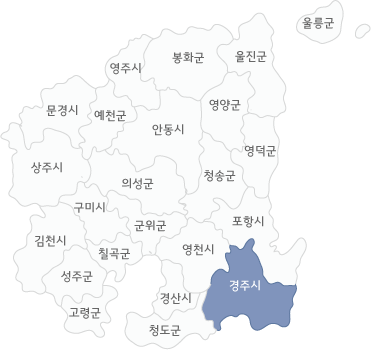 울릉군
봉화군
울진군
영주시
영양군
문경시
예천군
안동시
영덕군
상주시
청송군
의성군
구미시
포항시
군위군
김천시
영천시
칠곡군
성주군
경주시
경산시
고령군
청도군